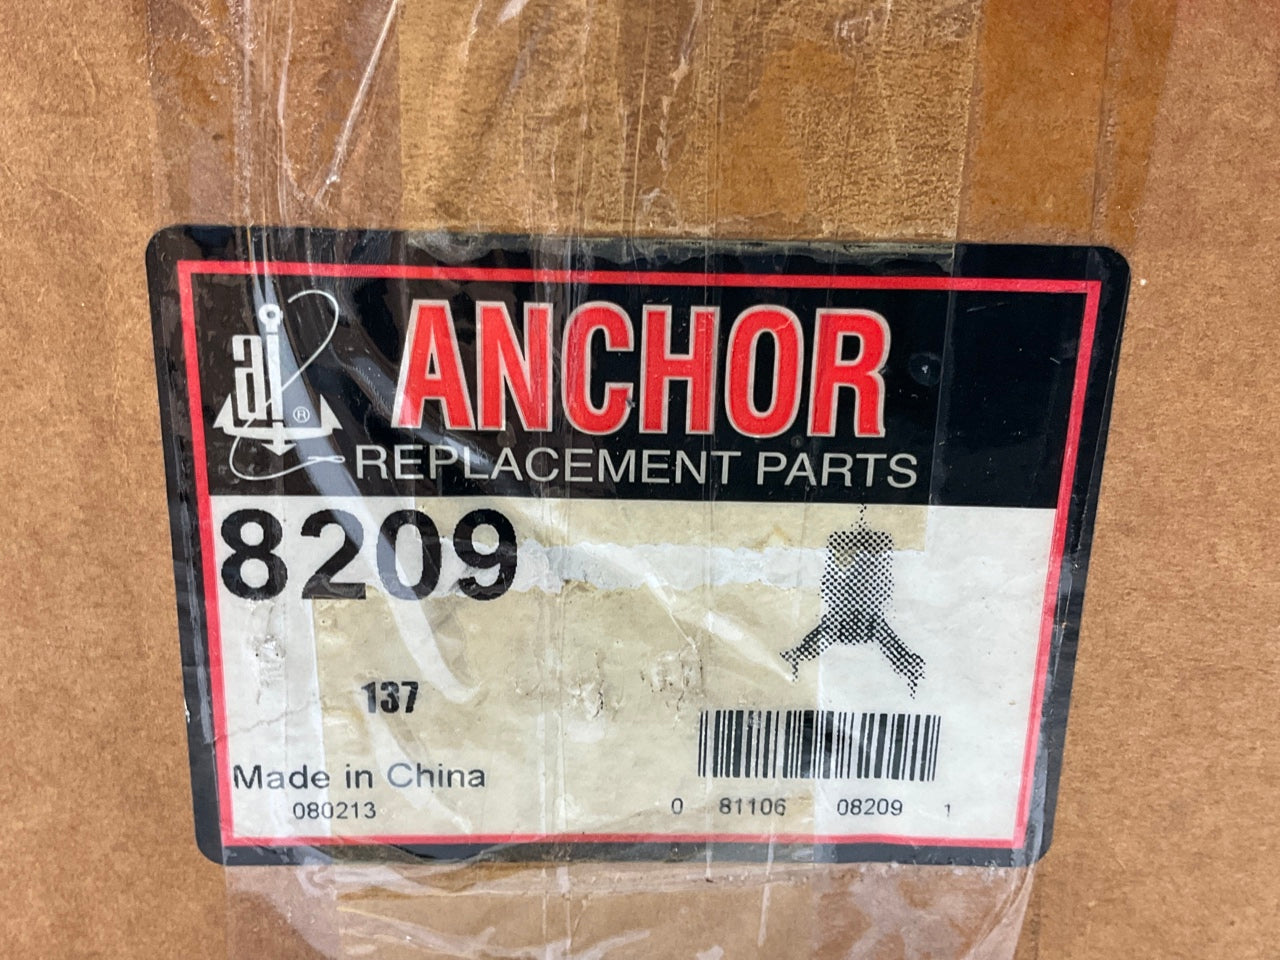 ai ®
ANCHOR
REPLACEMENT PARTS
8209
137
Made in China
080213
0 81106 08209 1